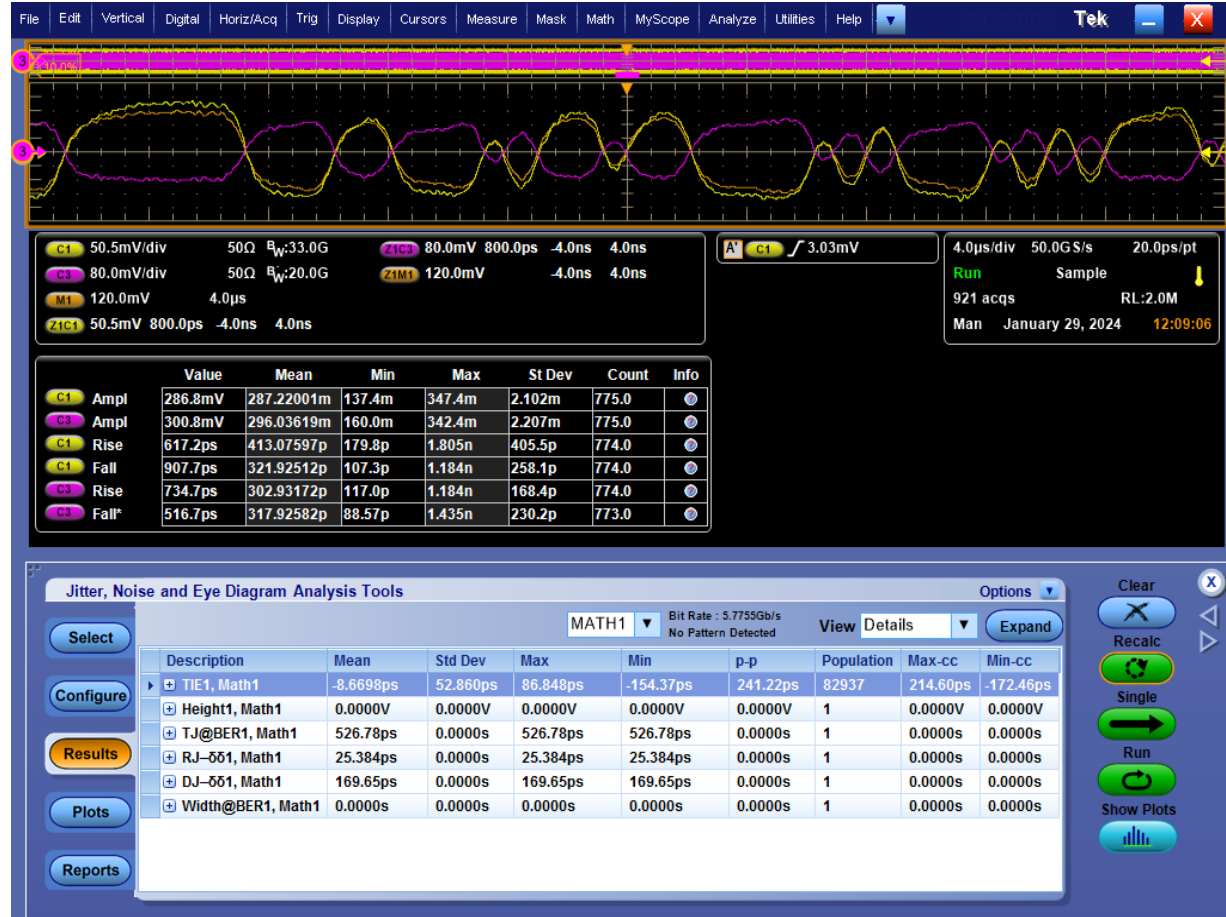 File Edit Vertical Digital Horiz/Acq Trig Display Cursors Measure Mask Math MyScope Analyze Utilities Help Tek X
3 10.0%
3
C1 50.5mV/div 50Ω BW:33.0G Z1C3 80.0mV 800.0ps -4.0ns 4.0ns A' C1 3.03mV 4.0µs/div 50.0GS/s 20.0ps/pt
C3 80.0mV/div 50Ω BW:20.0G Z1M1 120.0mV -4.0ns 4.0ns Run Sample
M1 120.0mV 4.0µs 921 acqs RL:2.0M
Z1C1 50.5mV 800.0ps -4.0ns 4.0ns Man January 29, 2024 12:09:06
Value Mean Min Max St Dev Count Info
C1 Ampl 286.8mV 287.22001m 137.4m 347.4m 2.102m 775.0
C3 Ampl 300.8mV 296.03619m 160.0m 342.4m 2.207m 775.0
C1 Rise 617.2ps 413.07597p 179.8p 1.805n 405.5p 774.0
C1 Fall 907.7ps 321.92512p 107.3p 1.184n 258.1p 774.0
C3 Rise 734.7ps 302.93172p 117.0p 1.184n 168.4p 774.0
C3 Fall* 516.7ps 317.92582p 88.57p 1.435n 230.2p 773.0
Jitter, Noise and Eye Diagram Analysis Tools Options
Select
Configure
Results
Plots
Reports
MATH1 Bit Rate : 5.7755Gb/s
No Pattern Detected
View Details Expand
Description Mean Std Dev Max Min p-p Population Max-cc Min-cc
TIE1, Math1 -8.6698ps 52.860ps 86.848ps -154.37ps 241.22ps 82937 214.60ps -172.46ps
Height1, Math1 0.0000V 0.0000V 0.0000V 0.0000V 0.0000V 1 0.0000V 0.0000V
TJ@BER1, Math1 526.78ps 0.0000s 526.78ps 526.78ps 0.0000s 1 0.0000s 0.0000s
RJ–δδ1, Math1 25.384ps 0.0000s 25.384ps 25.384ps 0.0000s 1 0.0000s 0.0000s
DJ–δδ1, Math1 169.65ps 0.0000s 169.65ps 169.65ps 0.0000s 1 0.0000s 0.0000s
Width@BER1, Math1 0.0000s 0.0000s 0.0000s 0.0000s 0.0000s 1 0.0000s 0.0000s
Clear
X
Recalc
Single
Run
Show Plots